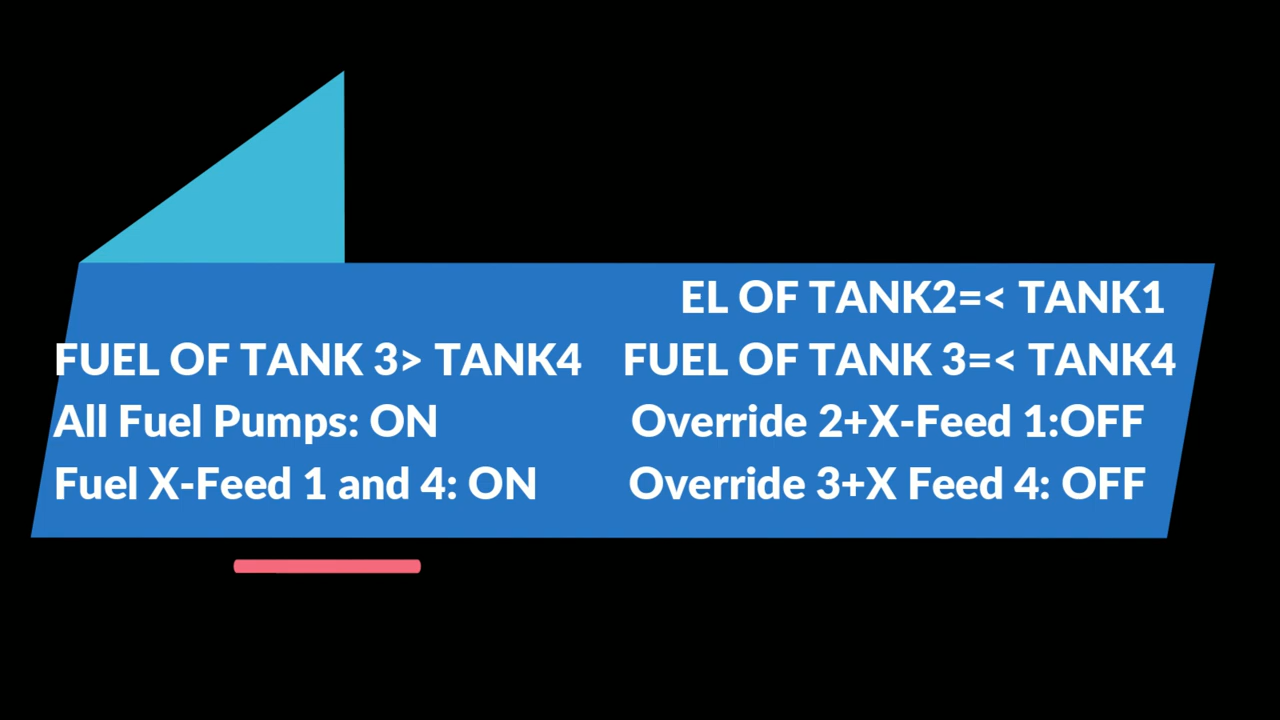 EL OF TANK2=< TANK1
FUEL OF TANK 3> TANK4 FUEL OF TANK 3=< TANK4
All Fuel Pumps: ON Override 2+X-Feed 1:OFF
Fuel X-Feed 1 and 4: ON Override 3+X Feed 4: OFF